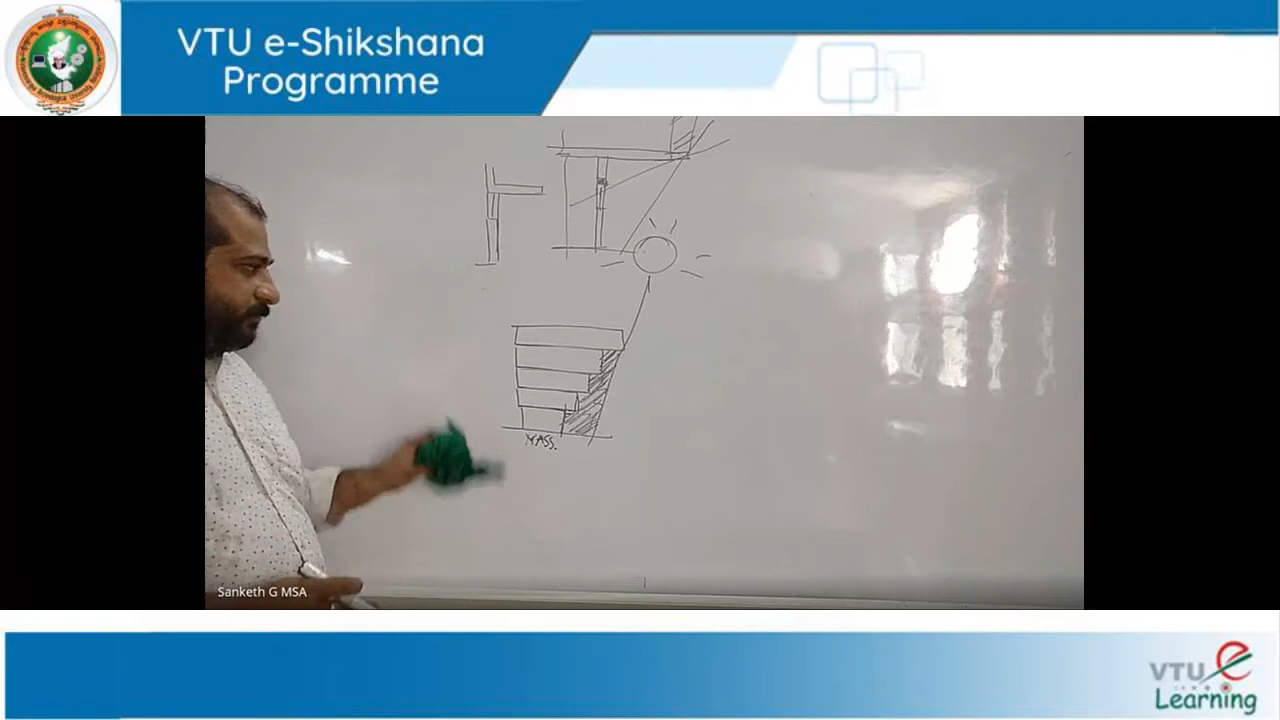 VTU e-Shikshana
Programme
MASS.
Sanketh G MSA
VTU e
Learning